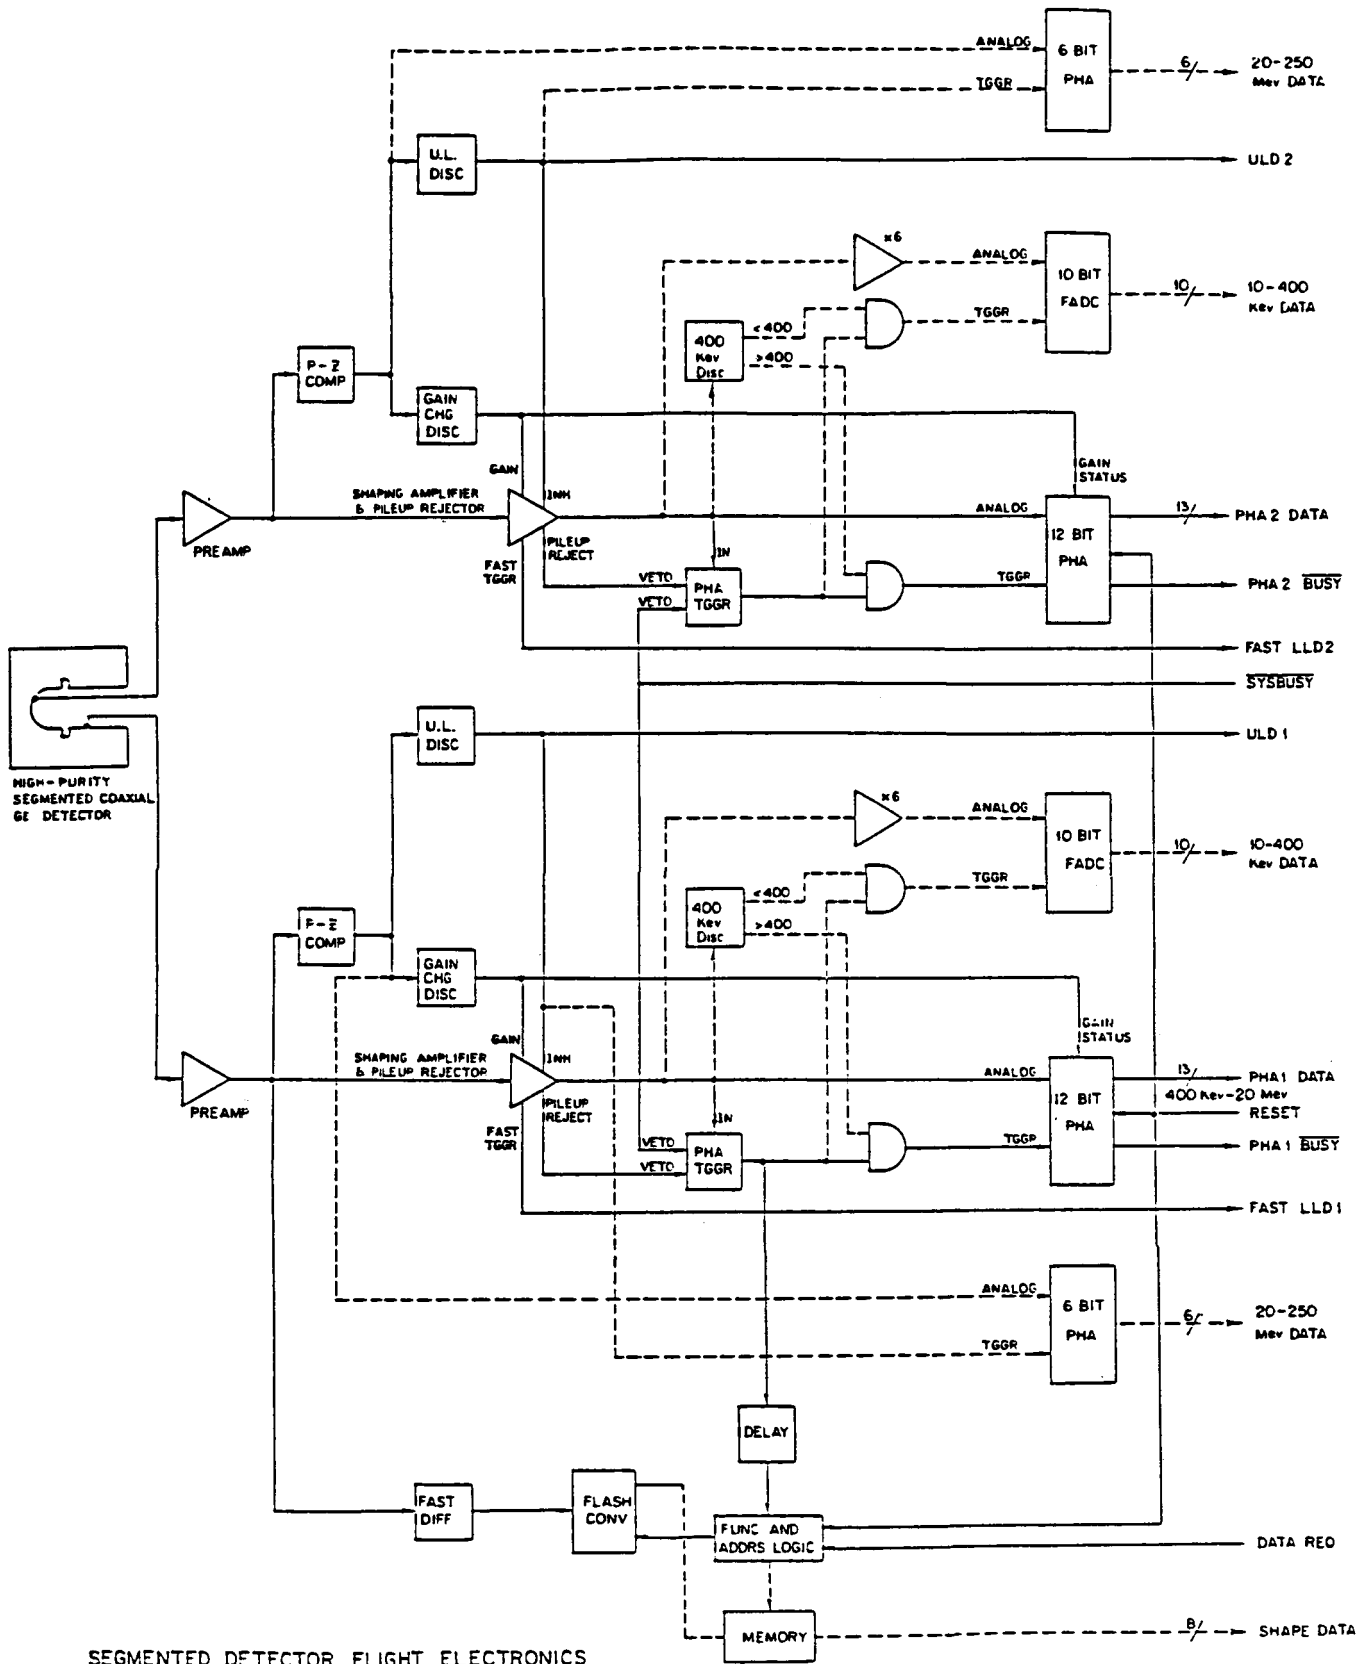 ANALOG
6 BIT
PHA
6/
20-250
Mev DATA
TGGR
U.L.
DISC
ULD 2
×6
ANALOG
10 BIT
FADC
10/
10-400
Kev DATA
<400
TGGR
400
Kev
Disc
>400
P-Z
COMP
GAIN
CHG
DISC
GAIN
STATUS
GAIN
INH
SHAPING AMPLIFIER
& PILEUP REJECTOR
ANALOG
13/
PHA 2 DATA
PREAMP
12 BIT
PHA
PILEUP
REJECT
FAST
TGGR
IN
VETO
VETO
PHA
TGGR
TGGR
PHA 2 BUSY
FAST LLD2
SYSBUSY
U.L.
DISC
ULD 1
HIGH-PURITY
SEGMENTED COAXIAL
GE DETECTOR
×6
ANALOG
10 BIT
FADC
10/
10-400
Kev DATA
<400
TGGR
400
Kev
Disc
>400
P-Z
COMP
GAIN
CHG
DISC
GAIN
STATUS
GAIN
INH
SHAPING AMPLIFIER
& PILEUP REJECTOR
ANALOG
13/
PHA 1 DATA
400 Kev-20 Mev
PREAMP
12 BIT
PHA
RESET
PILEUP
REJECT
FAST
TGGR
IN
VETO
VETO
PHA
TGGR
TGGR
PHA 1 BUSY
FAST LLD1
ANALOG
6 BIT
PHA
6/
20-250
Mev DATA
TGGR
DELAY
FAST
DIFF
FLASH
CONV
FUNC AND
ADDRS LOGIC
DATA REQ
MEMORY
8/
SHAPE DATA
SEGMENTED DETECTOR FLIGHT ELECTRONICS